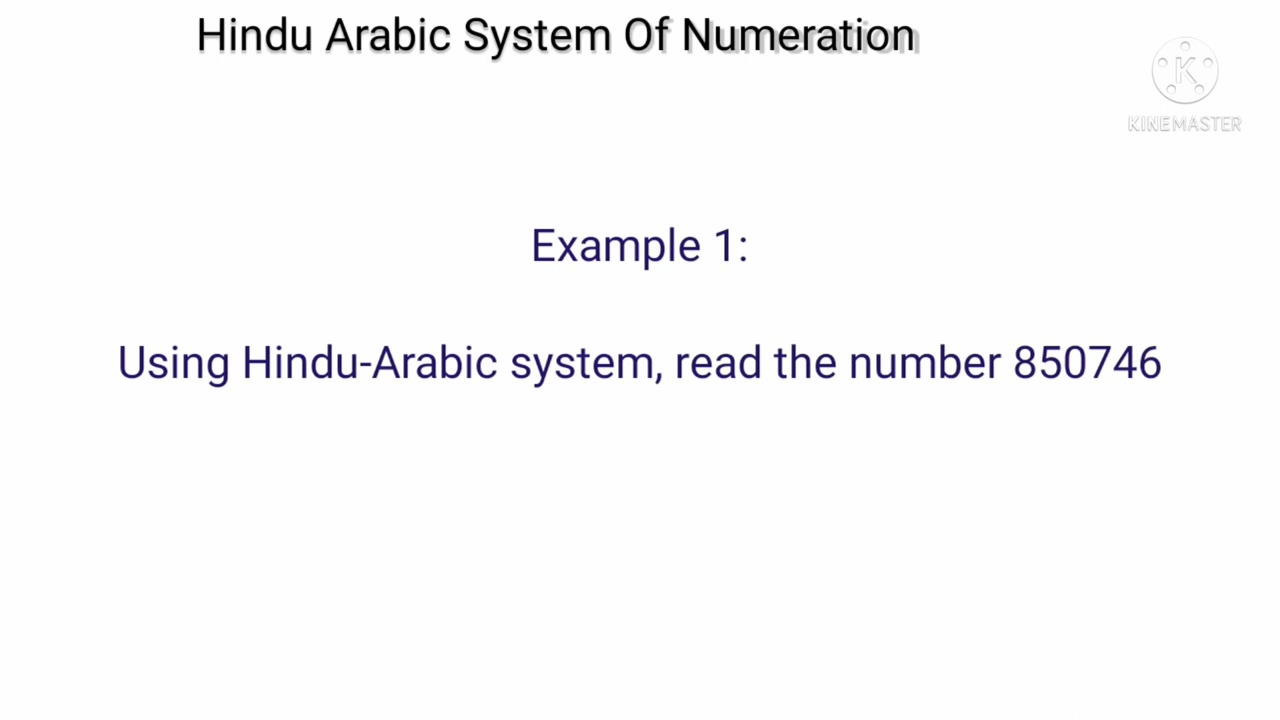 Hindu Arabic System Of Numeration
K
KINEMASTER
Example 1:
Using Hindu-Arabic system, read the number 850746